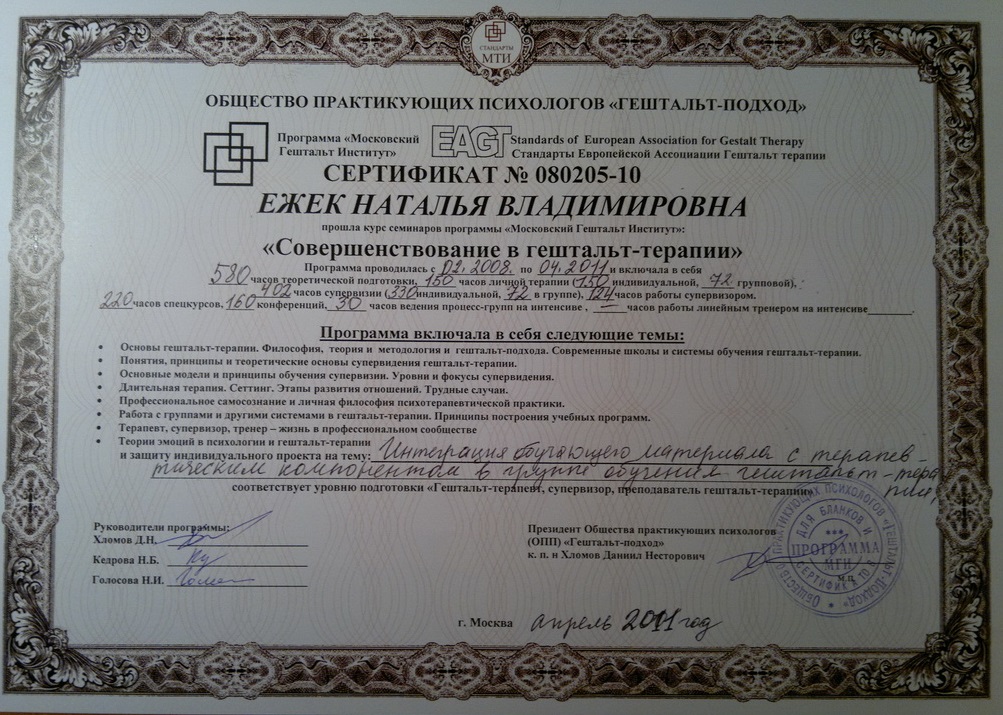 СТАНДАРТЫ
МГИ
ОБЩЕСТВО ПРАКТИКУЮЩИХ ПСИХОЛОГОВ «ГЕШТАЛЬТ-ПОДХОД»
Программа «Московский Гештальт Институт»
EAGT Standards of European Association for Gestalt Therapy
Стандарты Европейской Ассоциации Гештальт терапии
СЕРТИФИКАТ № 080205-10
ЕЖЕК НАТАЛЬЯ ВЛАДИМИРОВНА
прошла курс семинаров программы «Московский Гештальт Институт»:
«Совершенствование в гештальт-терапии»
Программа проводилась с 02.2008. по 04.2011 и включала в себя
580 часов теоретической подготовки, 150 часов личной терапии (150 индивидуальной, 72 групповой),
402 часов супервизии (330 индивидуальной, 72 в группе), 124 часов работы супервизором.
220 часов спецкурсов, 160 конференций, 30 часов ведения процесс-групп на интенсиве , — часов работы линейным тренером на интенсиве .
Программа включала в себя следующие темы:
• Основы гештальт-терапии. Философия, теория и методология и гештальт-подхода. Современные школы и системы обучения гештальт-терапии.
• Понятия, принципы и теоретические основы супервидения гештальт-терапии.
• Основные модели и принципы обучения супервизии. Уровни и фокусы супервидения.
• Длительная терапия. Сеттинг. Этапы развития отношений. Трудные случаи.
• Профессиональное самосознание и личная философия психотерапевтической практики.
• Работа с группами и другими системами в гештальт-терапии. Принципы построения учебных программ.
• Терапевт, супервизор, тренер – жизнь в профессиональном сообществе
• Теории эмоций в психологии и гештальт-терапии
и защиту индивидуального проекта на тему: Интеграция обучающего материала с терапев-
тическим компонентом в группе обучения гештальт-тера
пии,
соответствует уровню подготовки «Гештальт-терапевт, супервизор, преподаватель гештальт-терапии»
Руководители программы:
Хломов Д.Н.
Кедрова Н.Б.
Голосова Н.И.
Президент Общества практикующих психологов
(ОПП) «Гештальт-подход»
к. п. н Хломов Даниил Несторович
М.П.
ОБЩЕСТВО ПРАКТИКУЮЩИХ ПСИХОЛОГОВ «ГЕШТАЛЬТ-ПОДХОД»
ДЛЯ БЛАНКОВ И СЕРТИФИКАТОВ
ПРОГРАММА
МГИ
г. Москва апрель 2011 год